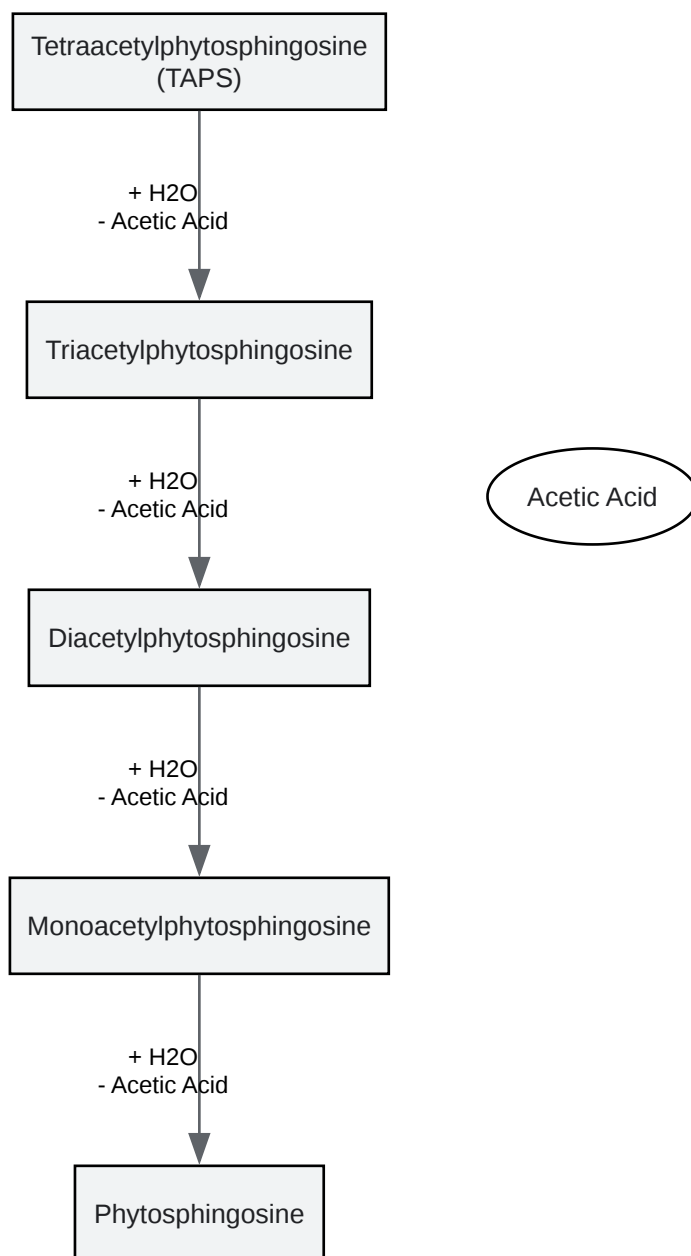 Tetraacetylphytosphingosine
(TAPS)
+ H2O
- Acetic Acid
Triacetylphytosphingosine
+ H2O
- Acetic Acid
Acetic Acid
Diacetylphytosphingosine
+ H2O
- Acetic Acid
Monoacetylphytosphingosine
+ H2O
- Acetic Acid
Phytosphingosine